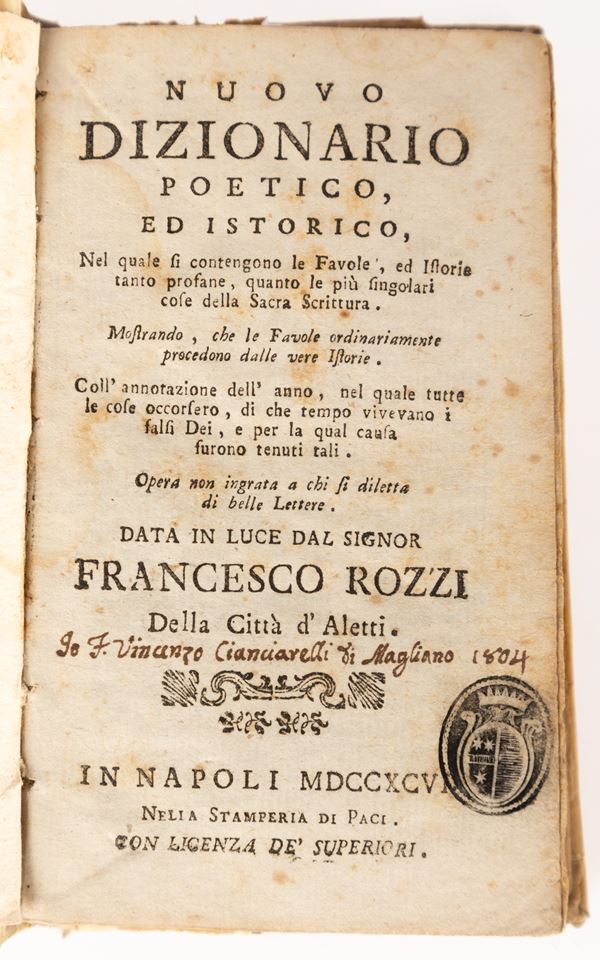 NUOVO
DIZIONARIO
POETICO,
ED ISTORICO,
Nel quale ſi contengono le Favole, ed Iſtorie
tanto profane, quanto le più ſingolari
coſe della Sacra Scrittura.
Moſtrando, che le Favole ordinariamente
procedono dalle vere Iſtorie.
Coll' annotazione dell' anno, nel quale tutte
le coſe occorſero, di che tempo vivevano i
falſi Dei, e per la qual cauſa
furono tenuti tali.
Opera non ingrata a chi ſi diletta
di belle Lettere.
DATA IN LUCE DAL SIGNOR
FRANCESCO ROZZI
Della Città d' Aletti.
Io F. Vincenzo Cianciarelli di Magliano 1804
IN NAPOLI MDCCXCVI
NELLA STAMPERIA DI PACI.
CON LICENZA DE' SUPERIORI.